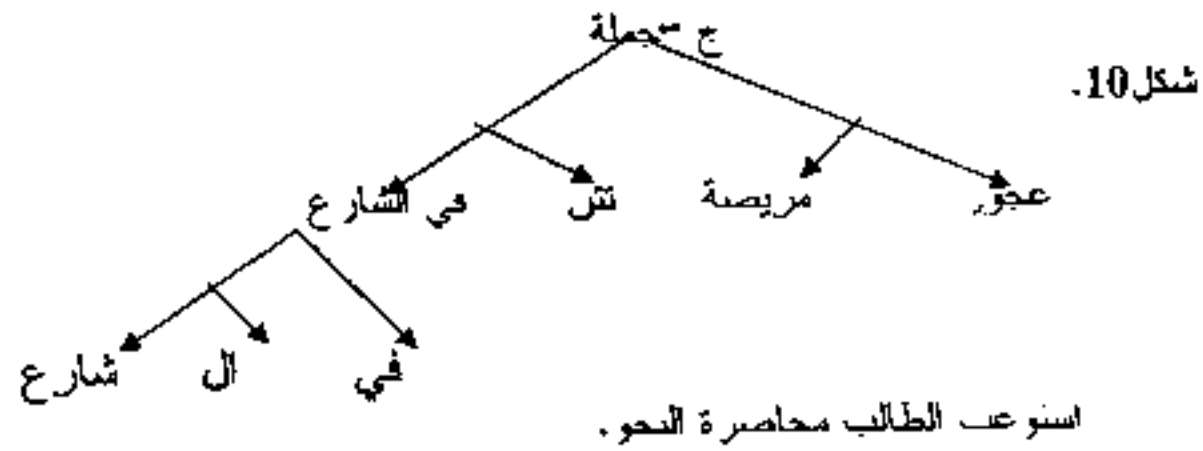 ج =جملة
شكل10.
عجوز مريضة تئن في الشارع
في ال شارع
استوعب الطالب محاضرة النحو.